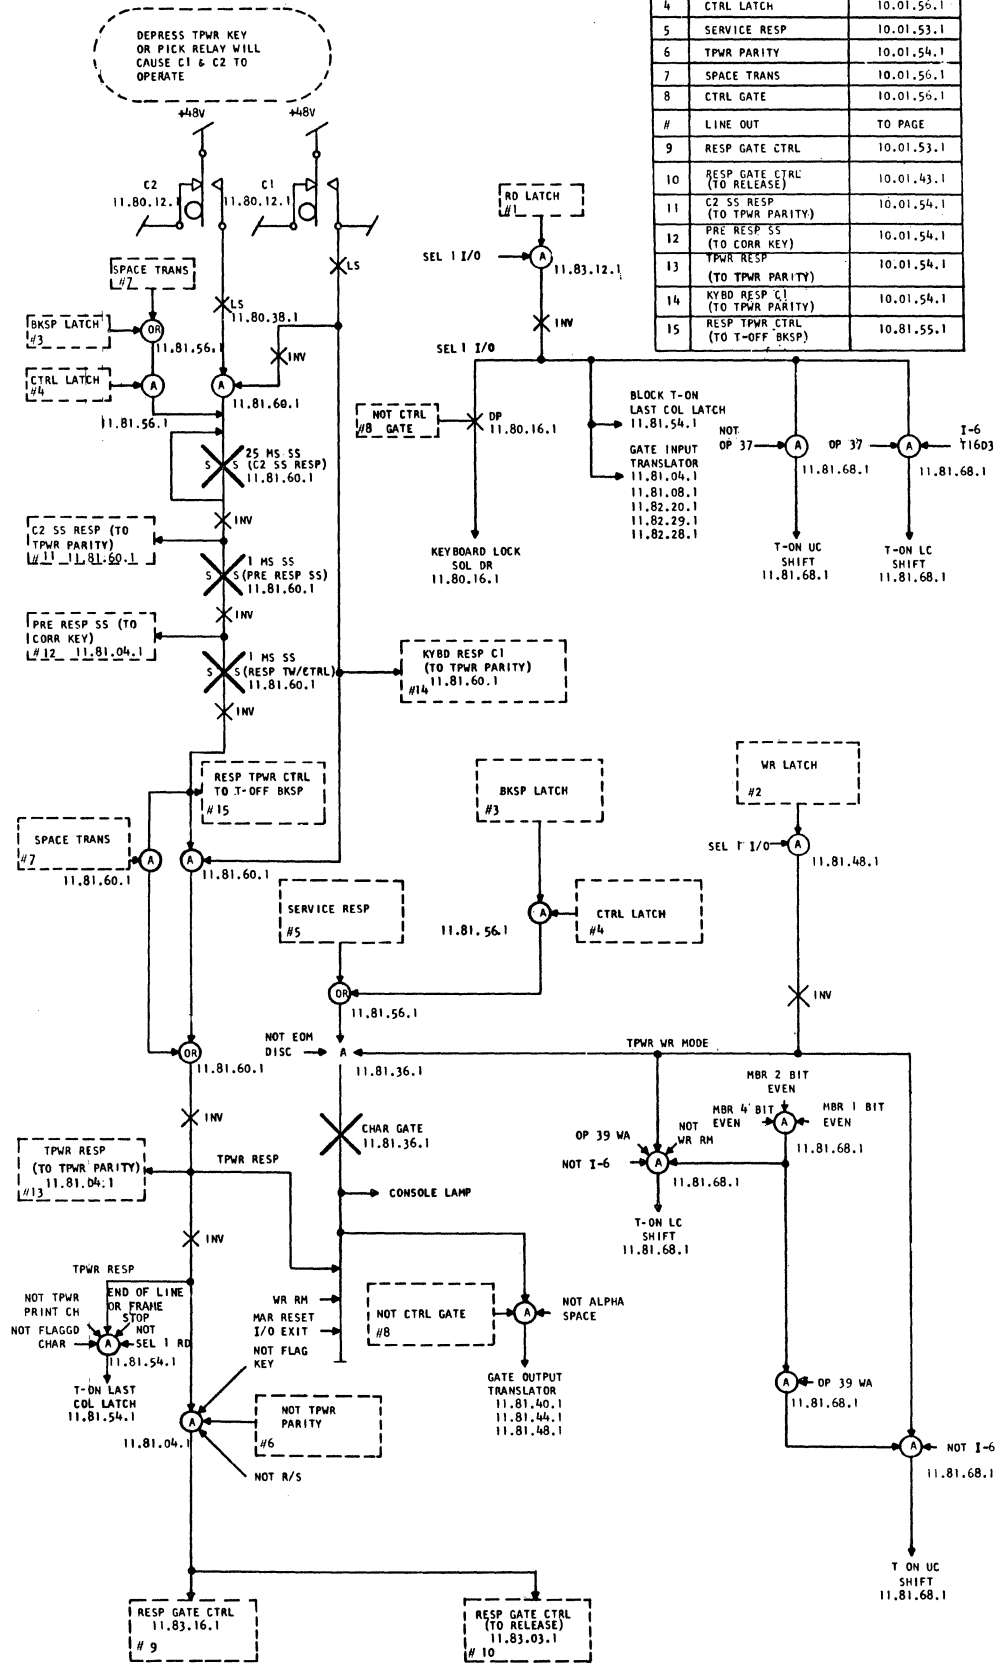 DEPRESS TPWR KEY
OR PICK RELAY WILL
CAUSE C1 & C2 TO
OPERATE
+48V
+48V
C2
11.80.12.1
C1
11.80.12.1
4 CTRL LATCH 10.01.56.1
5 SERVICE RESP 10.01.53.1
6 TPWR PARITY 10.01.54.1
7 SPACE TRANS 10.01.56.1
8 CTRL GATE 10.01.56.1
# LINE OUT TO PAGE
9 RESP GATE CTRL 10.01.53.1
10 RESP GATE CTRL 10.01.43.1
(TO RELEASE)
11 C2 SS RESP 10.01.54.1
(TO TPWR PARITY)
12 PRE RESP SS 10.01.54.1
(TO CORR KEY)
13 TPWR RESP 10.01.54.1
(TO TPWR PARITY)
14 KYBD RESP C1 10.01.54.1
(TO TPWR PARITY)
15 RESP TPWR CTRL 10.81.55.1
(TO T-OFF BKSP)
SPACE TRANS
#7
LS
LS
11.80.38.1
BKSP LATCH
#3
OR
11.81.56.1
INV
CTRL LATCH
#4
A
11.81.56.1
A
11.81.60.1
S S
25 MS SS
(C2 SS RESP)
11.81.60.1
INV
C2 SS RESP (TO
TPWR PARITY)
#11 11.81.60.1
S S
1 MS SS
(PRE RESP SS)
11.81.60.1
INV
PRE RESP SS (TO
CORR KEY)
#12 11.81.04.1
S S
1 MS SS
(RESP TW/CTRL)
11.81.60.1
INV
RD LATCH
#1
SEL 1 I/O
A
11.83.12.1
INV
SEL 1 I/O
NOT CTRL
#8 GATE
DP
11.80.16.1
KEYBOARD LOCK
SOL DR
11.80.16.1
BLOCK T-ON
LAST COL LATCH
11.81.54.1
GATE INPUT
TRANSLATOR
11.81.04.1
11.81.08.1
11.82.20.1
11.82.29.1
11.82.28.1
NOT
OP 37
A
11.81.68.1
T-ON UC
SHIFT
11.81.68.1
OP 37
A
I-6
T16D3
11.81.68.1
T-ON LC
SHIFT
11.81.68.1
KYBD RESP C1
(TO TPWR PARITY)
11.81.60.1
#14
RESP TPWR CTRL
TO T-OFF BKSP
#15
SPACE TRANS
#7
A
11.81.60.1
A
11.81.60.1
BKSP LATCH
#3
WR LATCH
#2
SEL 1 I/O
A
11.81.48.1
SERVICE RESP
#5
11.81.56.1
A
CTRL LATCH
#4
OR
11.81.56.1
INV
OR
11.81.60.1
NOT EOM
DISC
A
11.81.36.1
TPWR WR MODE
INV
CHAR GATE
11.81.36.1
MBR 2 BIT
EVEN
MBR 4 BIT
EVEN
A
MBR 1 BIT
EVEN
11.81.68.1
OP 39 WA
NOT
WR RM
NOT I-6
A
11.81.68.1
T-ON LC
SHIFT
11.81.68.1
TPWR RESP
(TO TPWR PARITY)
11.81.04.1
#13
TPWR RESP
CONSOLE LAMP
INV
TPWR RESP
NOT TPWR
PRINT CH
END OF LINE
OR FRAME
STOP
NOT FLAGGD
CHAR
A
NOT
SEL 1 RD
11.81.54.1
T-ON LAST
COL LATCH
11.81.54.1
WR RM
MAR RESET
I/O EXIT
NOT CTRL GATE
#8
A
NOT ALPHA
SPACE
GATE OUTPUT
TRANSLATOR
11.81.40.1
11.81.44.1
11.81.48.1
NOT FLAG
KEY
A
11.81.04.1
NOT TPWR
PARITY
#6
NOT R/S
A
OP 39 WA
11.81.68.1
A
NOT I-6
11.81.68.1
T ON UC
SHIFT
11.81.68.1
RESP GATE CTRL
11.83.16.1
# 9
RESP GATE CTRL
(TO RELEASE)
11.83.03.1
# 10